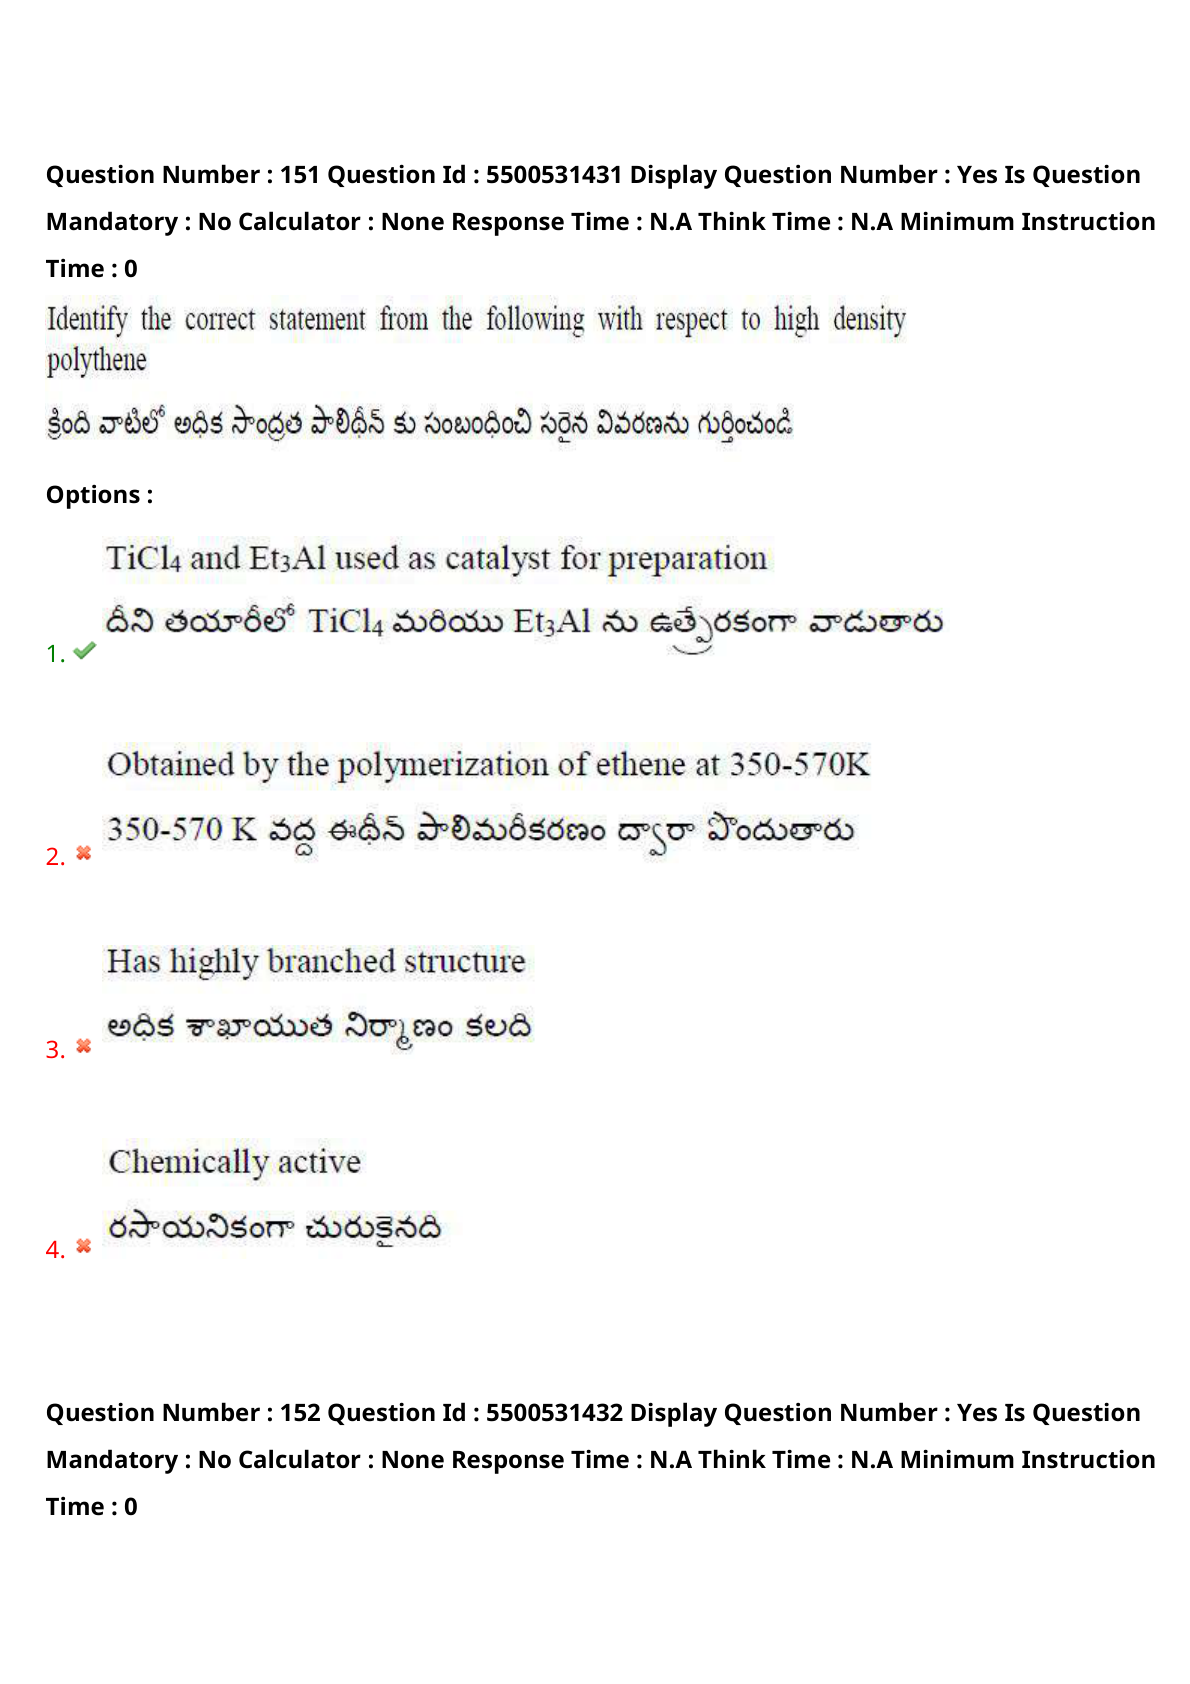 Question Number : 151 Question Id : 5500531431 Display Question Number : Yes Is Question
Mandatory : No Calculator : None Response Time : N.A Think Time : N.A Minimum Instruction
Time : 0
Identify the correct statement from the following with respect to high density
polythene
క్రింది వాటిలో అధిక సాంద్రత పాలిథీన్ కు సంబంధించి సరైన వివరణను గుర్తించండి
Options :
TiCl₄ and Et₃Al used as catalyst for preparation
దీని తయారీలో TiCl₄ మరియు Et₃Al ను ఉత్ప్రేరకంగా వాడుతారు
1.
Obtained by the polymerization of ethene at 350-570K
350-570 K వద్ద ఈథీన్ పాలిమరీకరణం ద్వారా పొందుతారు
2.
Has highly branched structure
అధిక శాఖాయుత నిర్మాణం కలది
3.
Chemically active
రసాయనికంగా చురుకైనది
4.
Question Number : 152 Question Id : 5500531432 Display Question Number : Yes Is Question
Mandatory : No Calculator : None Response Time : N.A Think Time : N.A Minimum Instruction
Time : 0